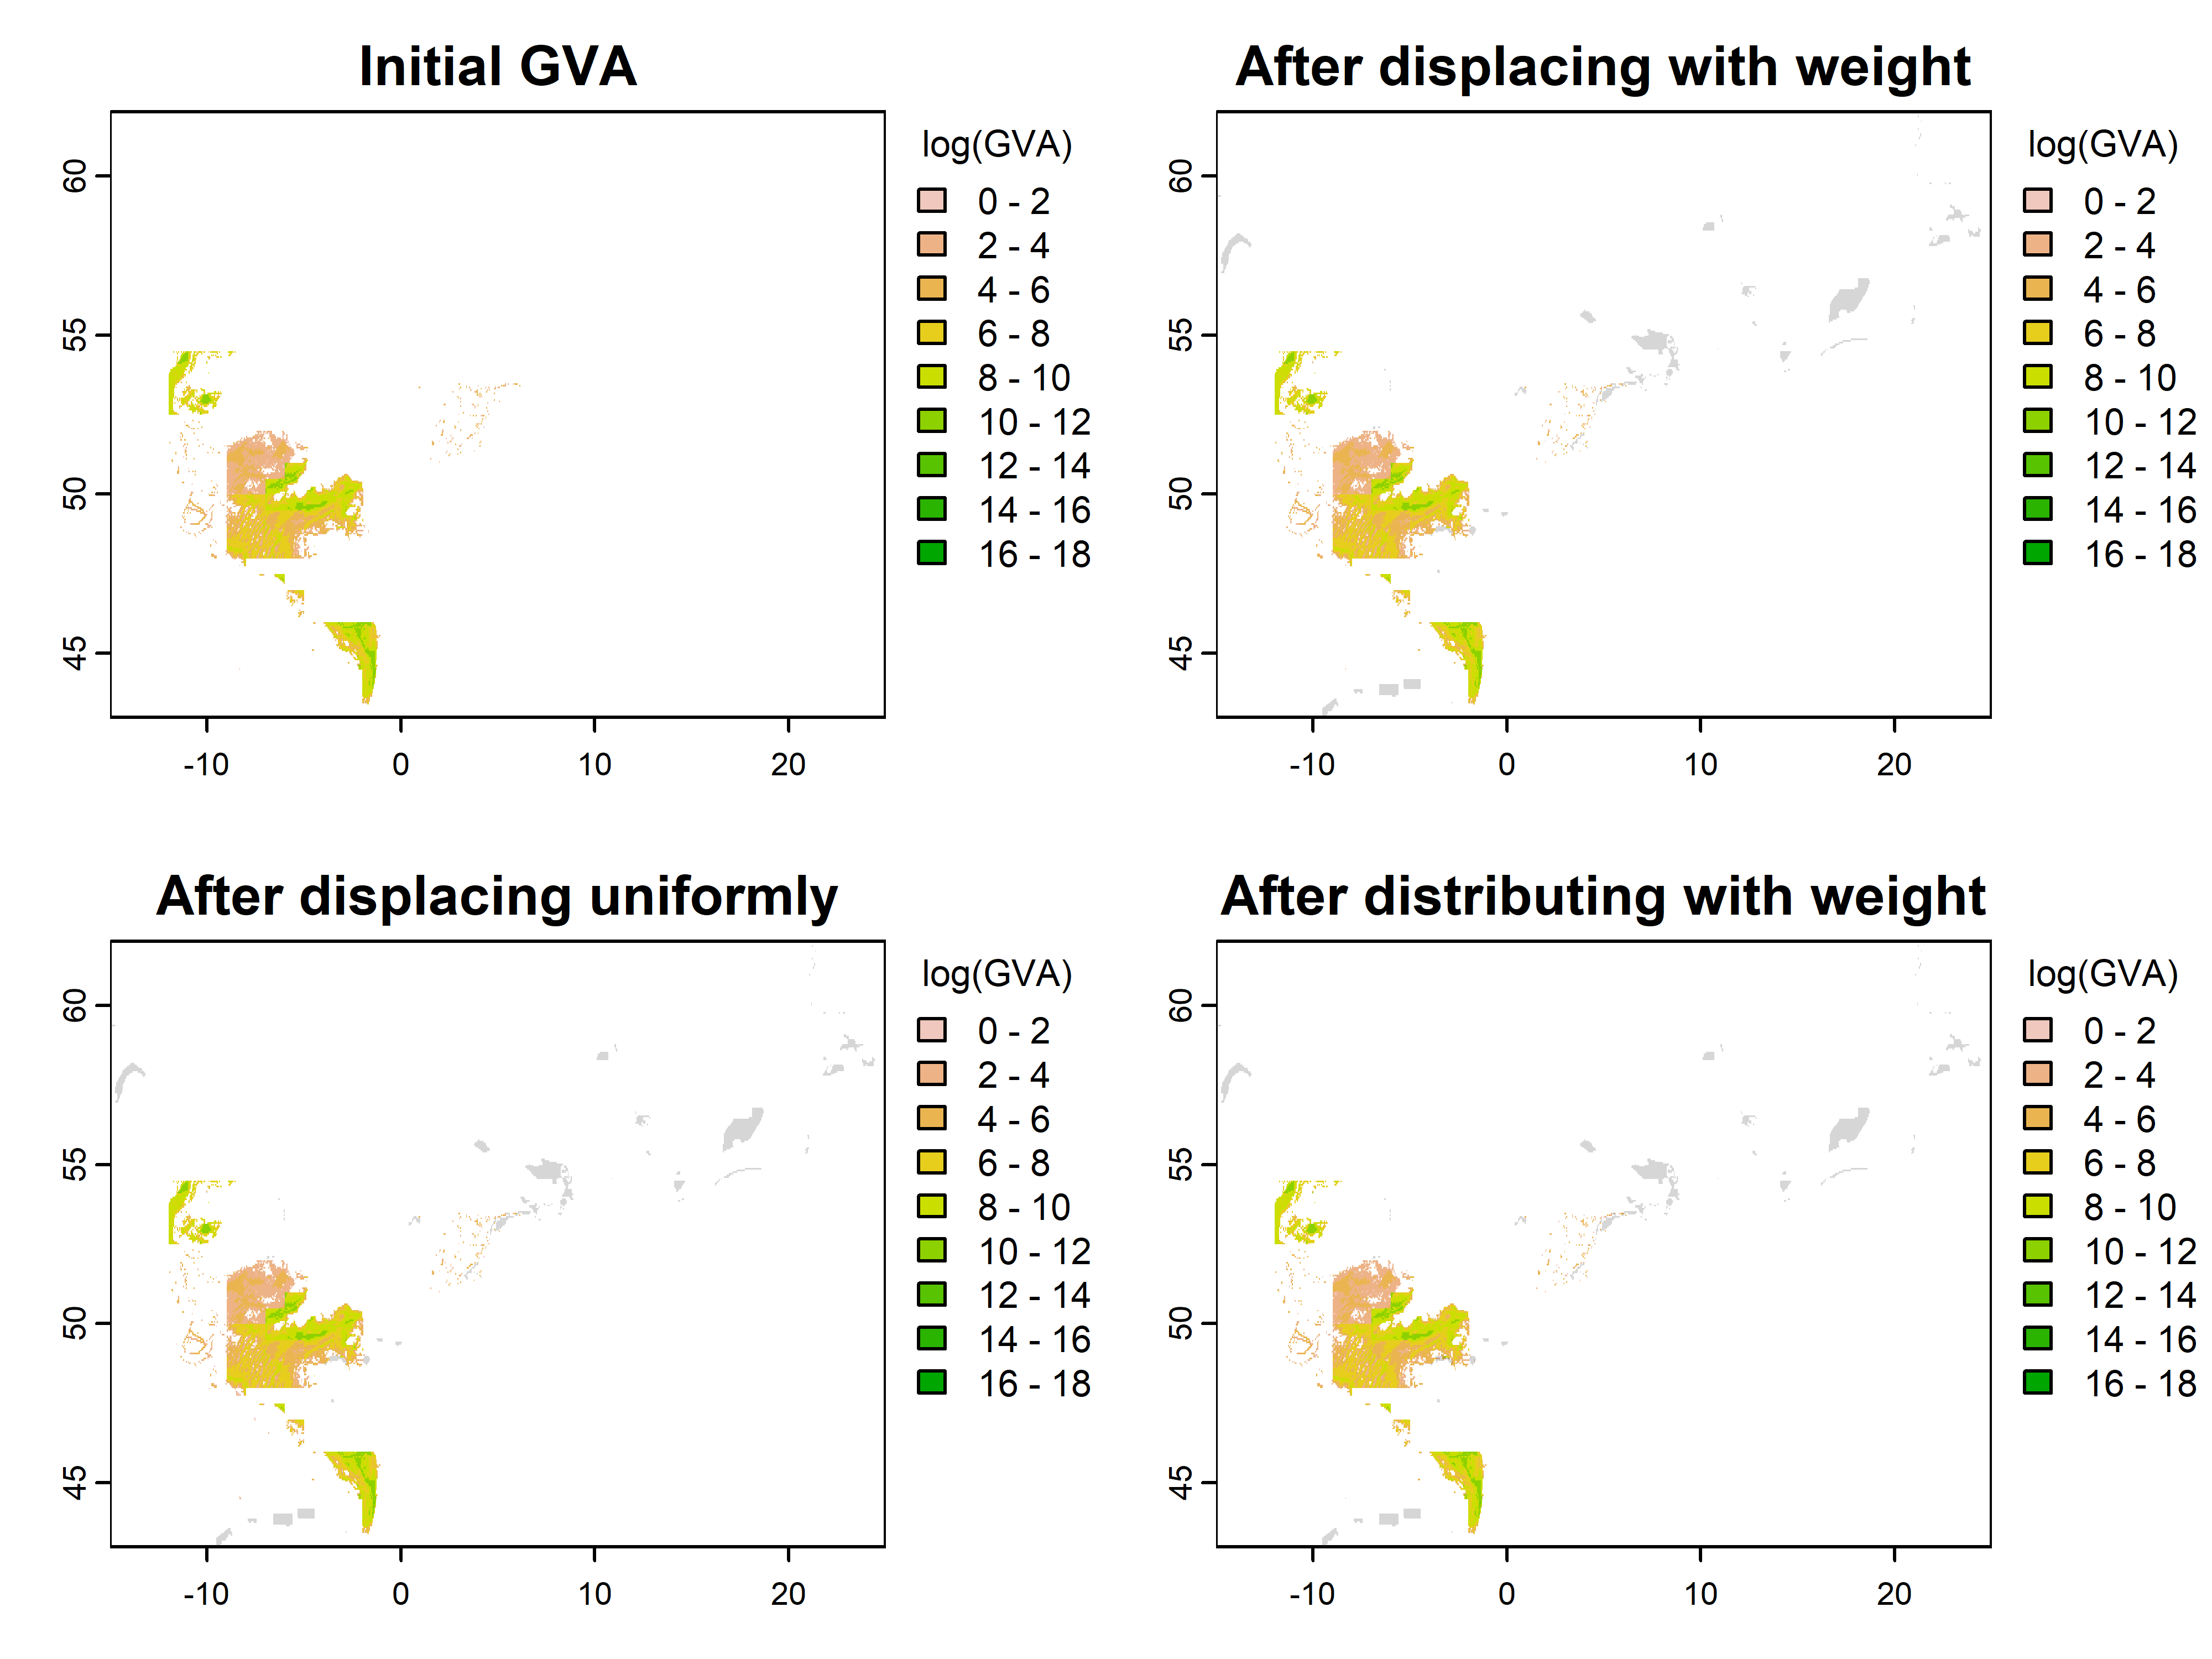 Initial GVA
60
55
50
45
-10
0
10
20
log(GVA)
0 - 2
2 - 4
4 - 6
6 - 8
8 - 10
10 - 12
12 - 14
14 - 16
16 - 18
After displacing with weight
60
55
50
45
-10
0
10
20
log(GVA)
0 - 2
2 - 4
4 - 6
6 - 8
8 - 10
10 - 12
12 - 14
14 - 16
16 - 18
After displacing uniformly
60
55
50
45
-10
0
10
20
log(GVA)
0 - 2
2 - 4
4 - 6
6 - 8
8 - 10
10 - 12
12 - 14
14 - 16
16 - 18
After distributing with weight
60
55
50
45
-10
0
10
20
log(GVA)
0 - 2
2 - 4
4 - 6
6 - 8
8 - 10
10 - 12
12 - 14
14 - 16
16 - 18